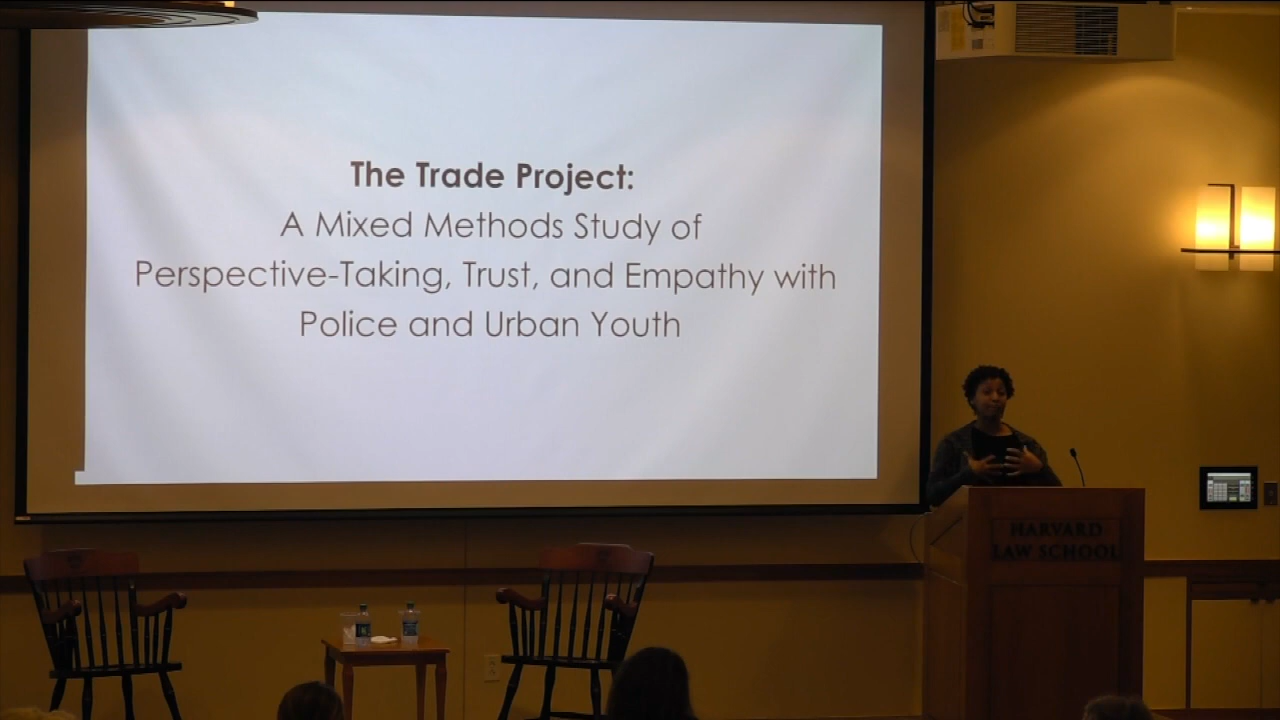 The Trade Project:
A Mixed Methods Study of
Perspective-Taking, Trust, and Empathy with
Police and Urban Youth
HARVARD
LAW SCHOOL